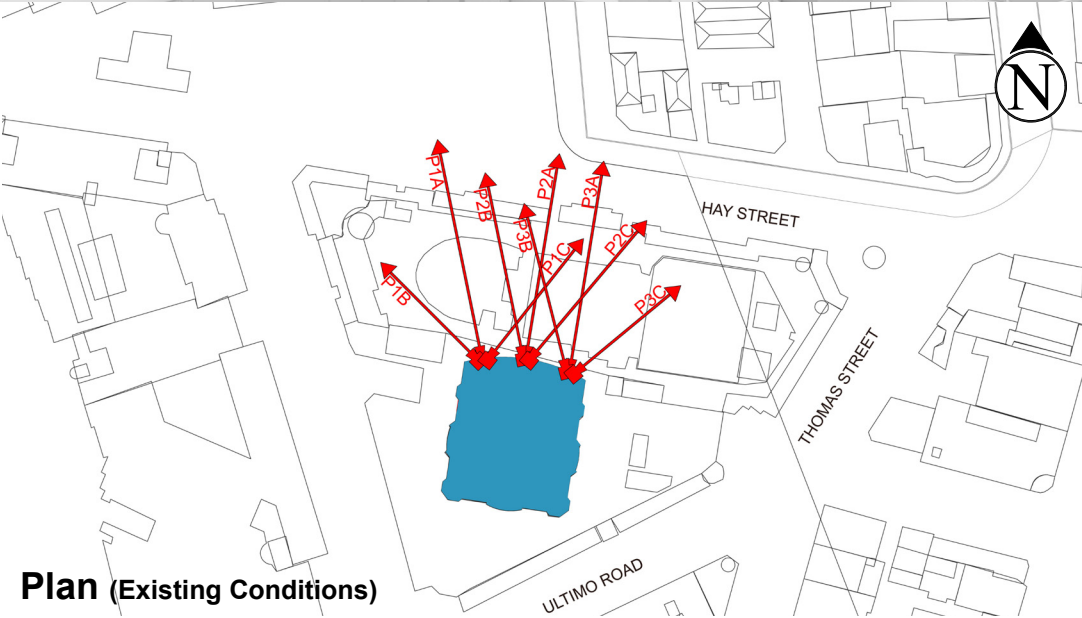 N
P1A
P2B
P2A
P3A
P3B
P1C
P2C
P1B
P3C
HAY STREET
THOMAS STREET
ULTIMO ROAD
Plan (Existing Conditions)